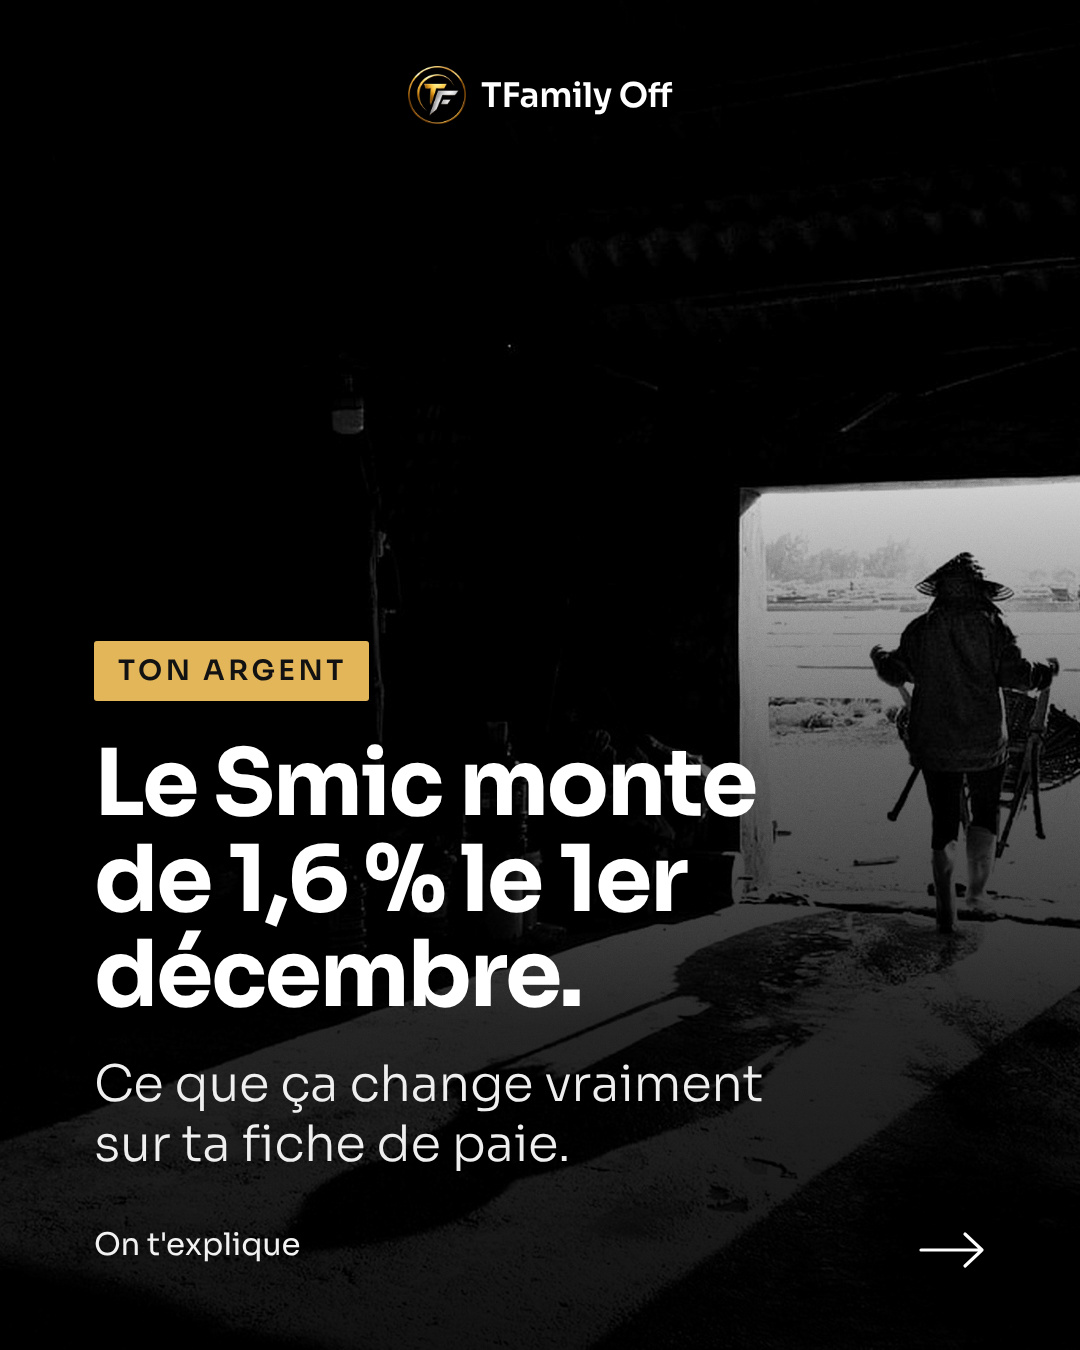 TFamily Off
TON ARGENT
Le Smic monte
de 1,6 % le 1er
décembre.
Ce que ça change vraiment
sur ta fiche de paie.
On t'explique